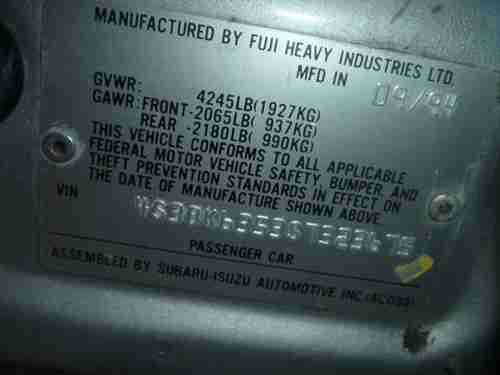 MANUFACTURED BY FUJI HEAVY INDUSTRIES LTD.
MFD IN 09/94
GVWR: 4245LB(1927KG)
GAWR: FRONT-2065LB( 937KG)
REAR -2180LB( 990KG)
THIS VEHICLE CONFORMS TO ALL APPLICABLE
FEDERAL MOTOR VEHICLE SAFETY, BUMPER, AND
THEFT PREVENTION STANDARDS IN EFFECT ON
THE DATE OF MANUFACTURE SHOWN ABOVE.
VIN
PASSENGER CAR
ASSEMBLED BY SUBARU-ISUZU AUTOMOTIVE INC.